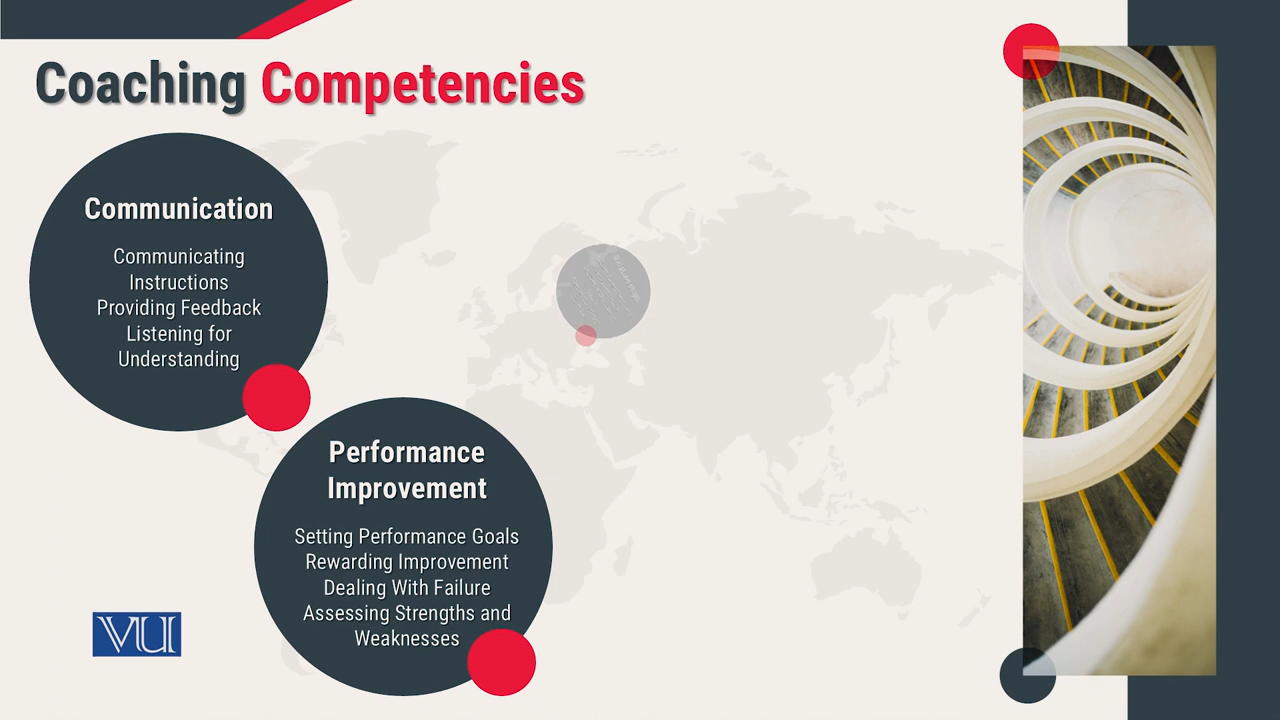 Coaching Competencies
Communication
Communicating
Instructions
Providing Feedback
Listening for
Understanding
Performance
Improvement
Setting Performance Goals
Rewarding Improvement
Dealing With Failure
Assessing Strengths and
Weaknesses
VU